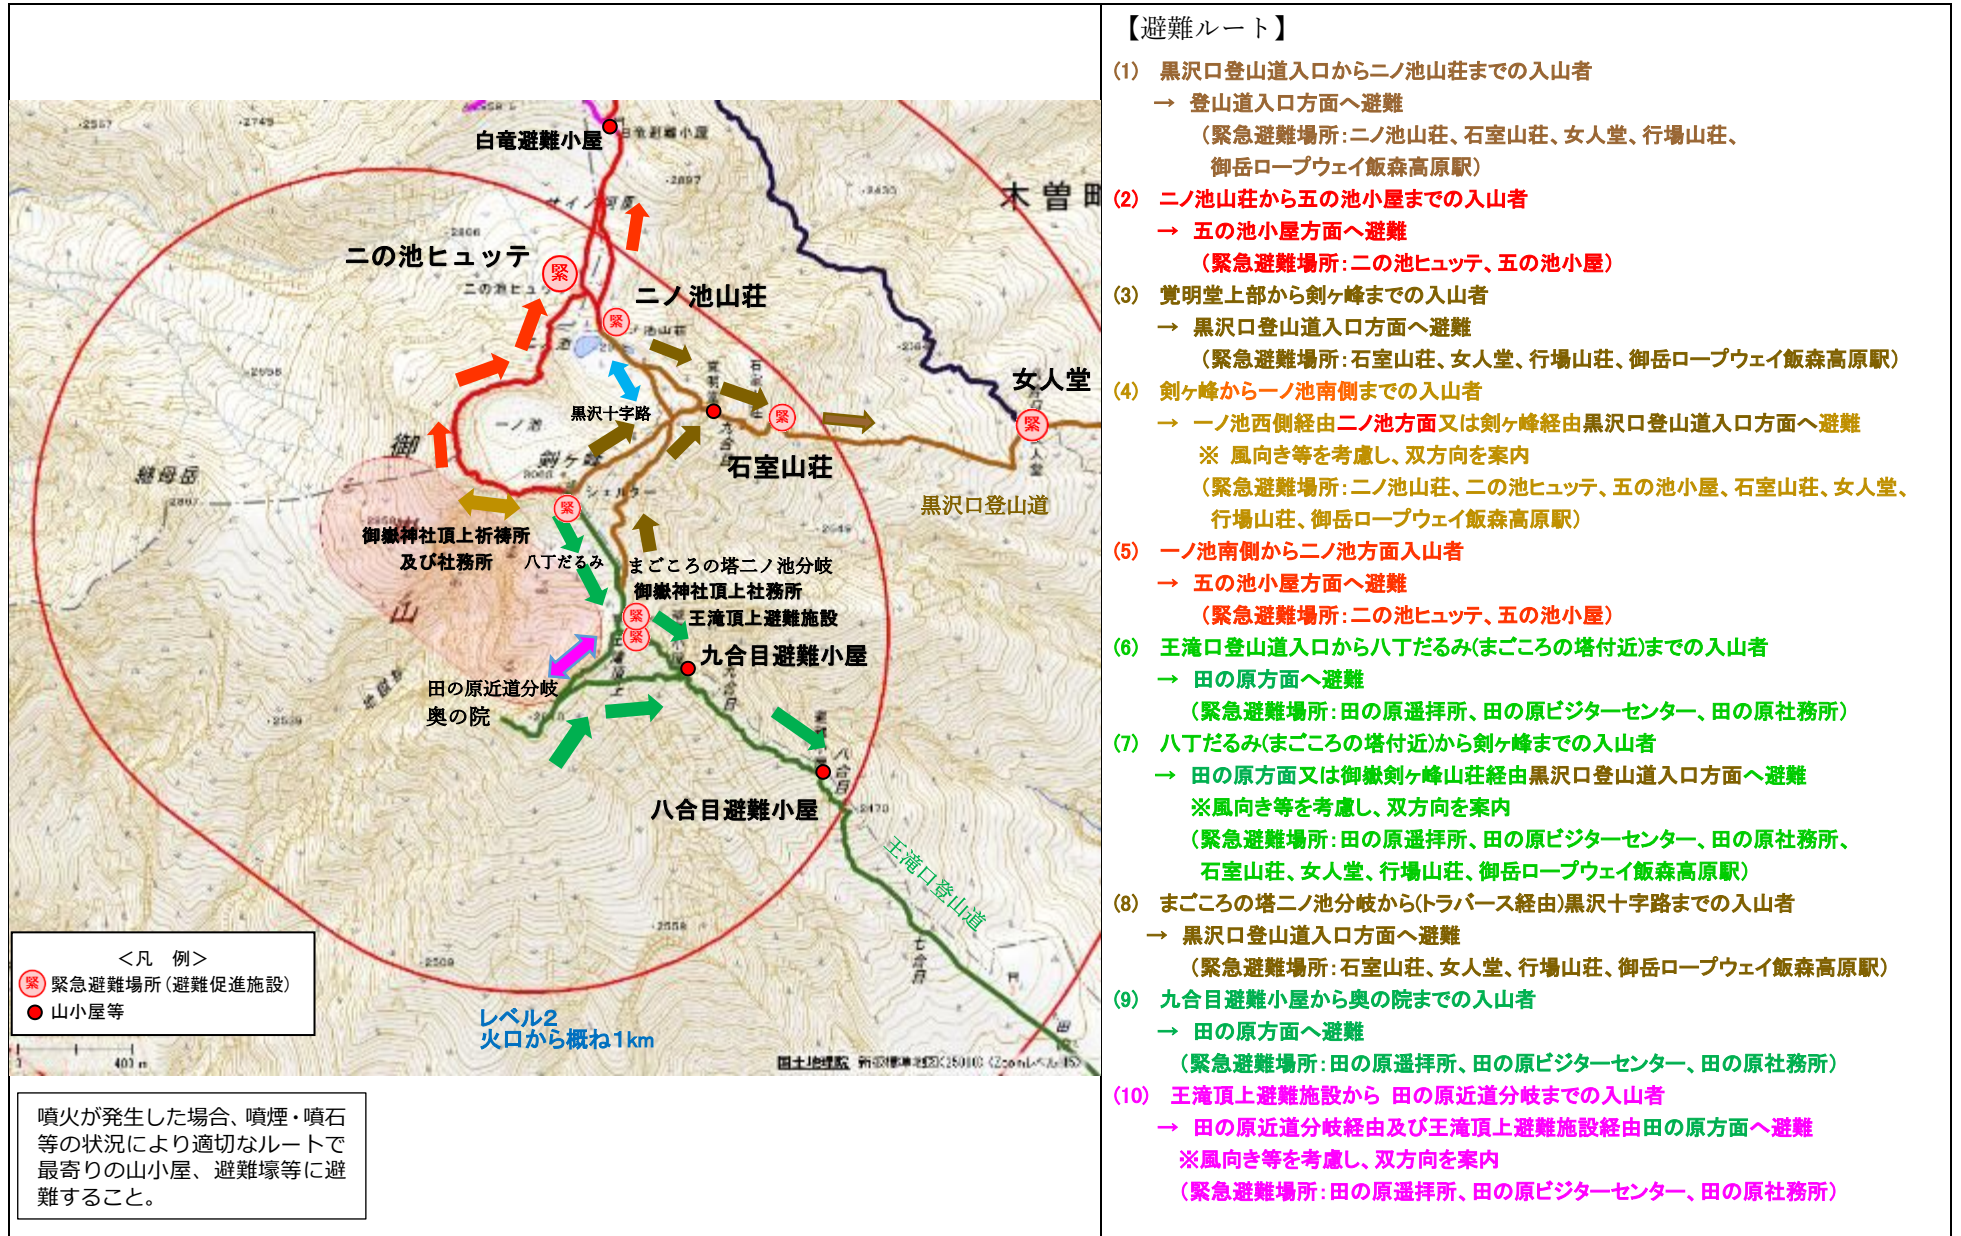 白竜避難小屋
木曽町
二の池ヒュッテ
二ノ池山荘
女人堂
黒沢十字路
石室山荘
黒沢口登山道
一ノ池
剣ヶ峰
シェルター
継母岳
御嶽神社頂上祈祷所
及び社務所
八丁だるみ
まごころの塔二ノ池分岐
御嶽神社頂上社務所
王滝頂上避難施設
九合目避難小屋
田の原近道分岐
奥の院
八合目避難小屋
王滝口登山道
八合目
七合目
レベル2
火口から概ね1km
<凡 例>
緊 緊急避難場所(避難促進施設)
山小屋等
400 m
国土地理院
噴火が発生した場合、噴煙・噴石
等の状況により適切なルートで
最寄りの山小屋、避難壕等に避
難すること。
【避難ルート】
(1) 黒沢口登山道入口から二ノ池山荘までの入山者
→ 登山道入口方面へ避難
(緊急避難場所:二ノ池山荘、石室山荘、女人堂、行場山荘、
御岳ロープウェイ飯森高原駅)
(2) 二ノ池山荘から五の池小屋までの入山者
→ 五の池小屋方面へ避難
(緊急避難場所:二の池ヒュッテ、五の池小屋)
(3) 覚明堂上部から剣ヶ峰までの入山者
→ 黒沢口登山道入口方面へ避難
(緊急避難場所:石室山荘、女人堂、行場山荘、御岳ロープウェイ飯森高原駅)
(4) 剣ヶ峰から一ノ池南側までの入山者
→ 一ノ池西側経由二ノ池方面又は剣ヶ峰経由黒沢口登山道入口方面へ避難
※ 風向き等を考慮し、双方向を案内
(緊急避難場所:二ノ池山荘、二の池ヒュッテ、五の池小屋、石室山荘、女人堂、
行場山荘、御岳ロープウェイ飯森高原駅)
(5) 一ノ池南側から二ノ池方面入山者
→ 五の池小屋方面へ避難
(緊急避難場所:二の池ヒュッテ、五の池小屋)
(6) 王滝口登山道入口から八丁だるみ(まごころの塔付近)までの入山者
→ 田の原方面へ避難
(緊急避難場所:田の原遥拝所、田の原ビジターセンター、田の原社務所)
(7) 八丁だるみ(まごころの塔付近)から剣ヶ峰までの入山者
→ 田の原方面又は御嶽剣ヶ峰山荘経由黒沢口登山道入口方面へ避難
※風向き等を考慮し、双方向を案内
(緊急避難場所:田の原遥拝所、田の原ビジターセンター、田の原社務所、
石室山荘、女人堂、行場山荘、御岳ロープウェイ飯森高原駅)
(8) まごころの塔二ノ池分岐から(トラバース経由)黒沢十字路までの入山者
→ 黒沢口登山道入口方面へ避難
(緊急避難場所:石室山荘、女人堂、行場山荘、御岳ロープウェイ飯森高原駅)
(9) 九合目避難小屋から奥の院までの入山者
→ 田の原方面へ避難
(緊急避難場所:田の原遥拝所、田の原ビジターセンター、田の原社務所)
(10) 王滝頂上避難施設から 田の原近道分岐までの入山者
→ 田の原近道分岐経由及び王滝頂上避難施設経由田の原方面へ避難
※風向き等を考慮し、双方向を案内
(緊急避難場所:田の原遥拝所、田の原ビジターセンター、田の原社務所)